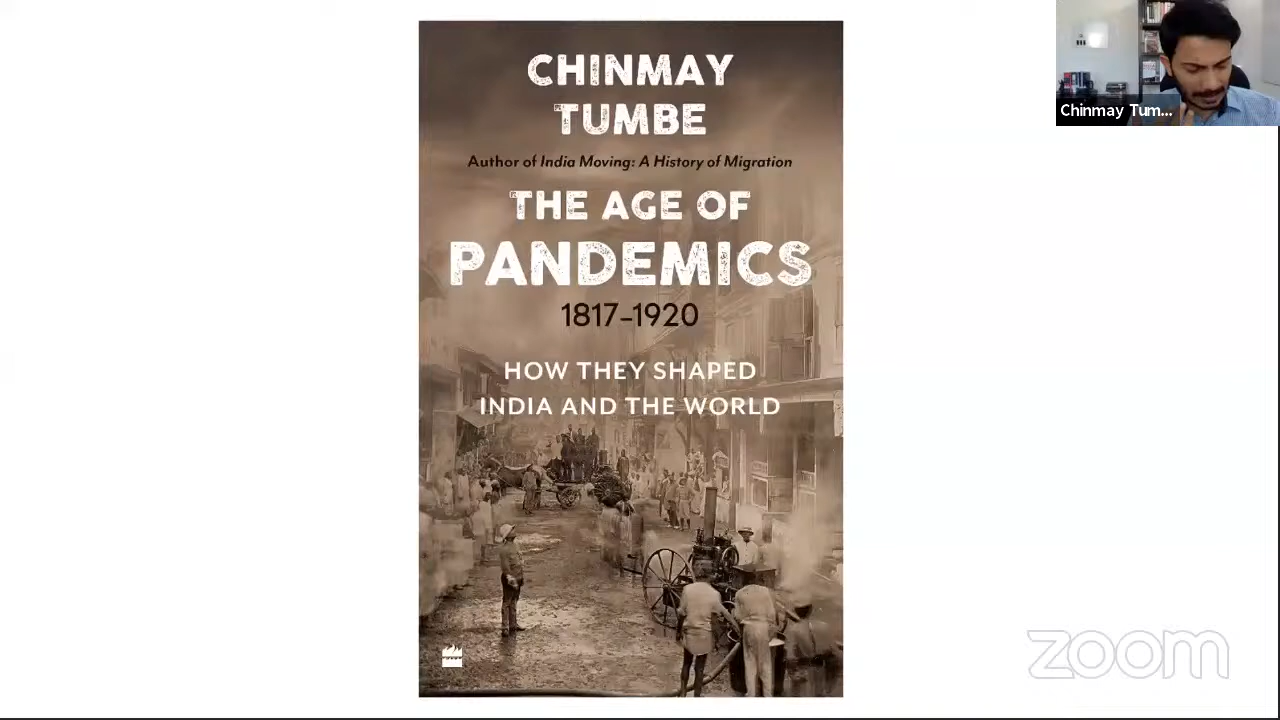 CHINMAY
TUMBE
Author of India Moving: A History of Migration
THE AGE OF
PANDEMICS
1817–1920
HOW THEY SHAPED
INDIA AND THE WORLD
Chinmay Tum...
zoom